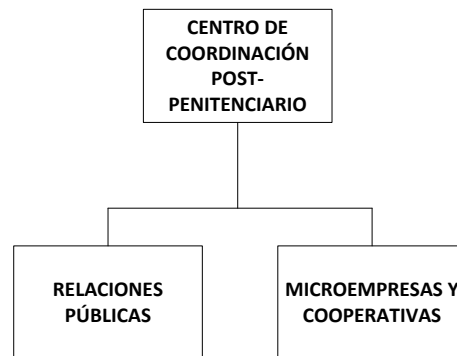 CENTRO DE
COORDINACIÓN
POST-
PENITENCIARIO
RELACIONES
PÚBLICAS
MICROEMPRESAS Y
COOPERATIVAS